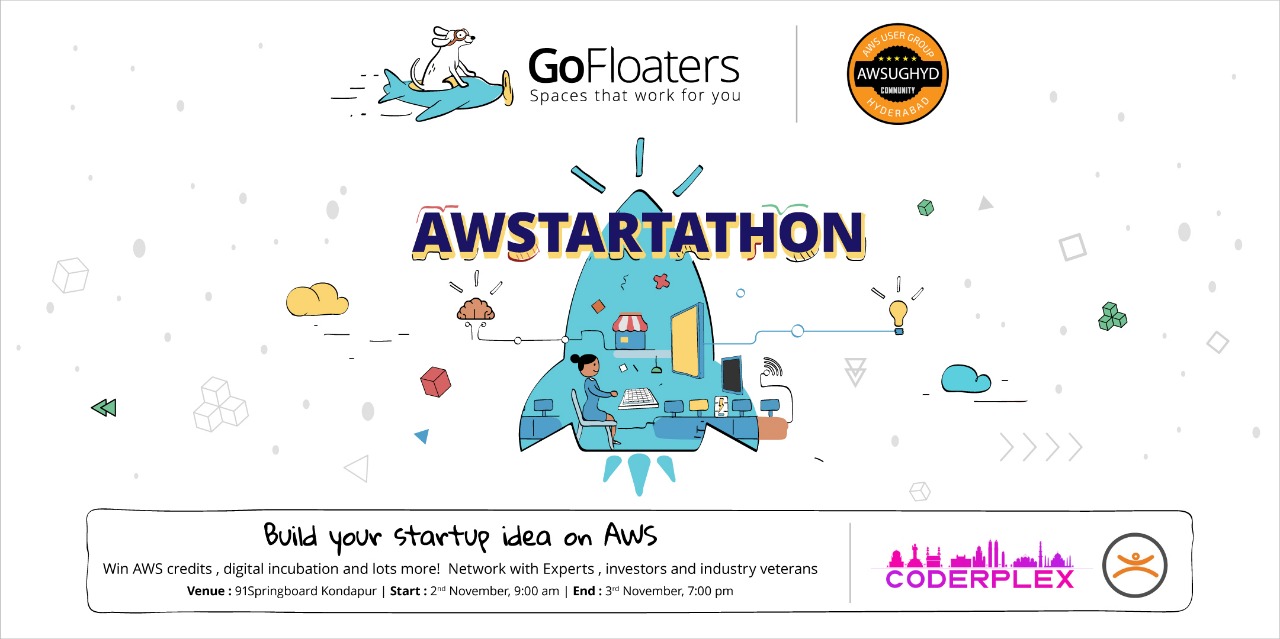 GoFloaters
Spaces that work for you
AWS USER GROUP
AWSUGHYD
COMMUNITY
HYDERABAD
AWSTARTATHON
Build your startup idea on AWS
Win AWS credits , digital nomad and lots more. Network with Experts , investors and industry veterans
Venue : 91Springboard Kondapur | Start : 2nd November, 9:00 am | End : 3rd November, 7:00 pm
CODERPLEX